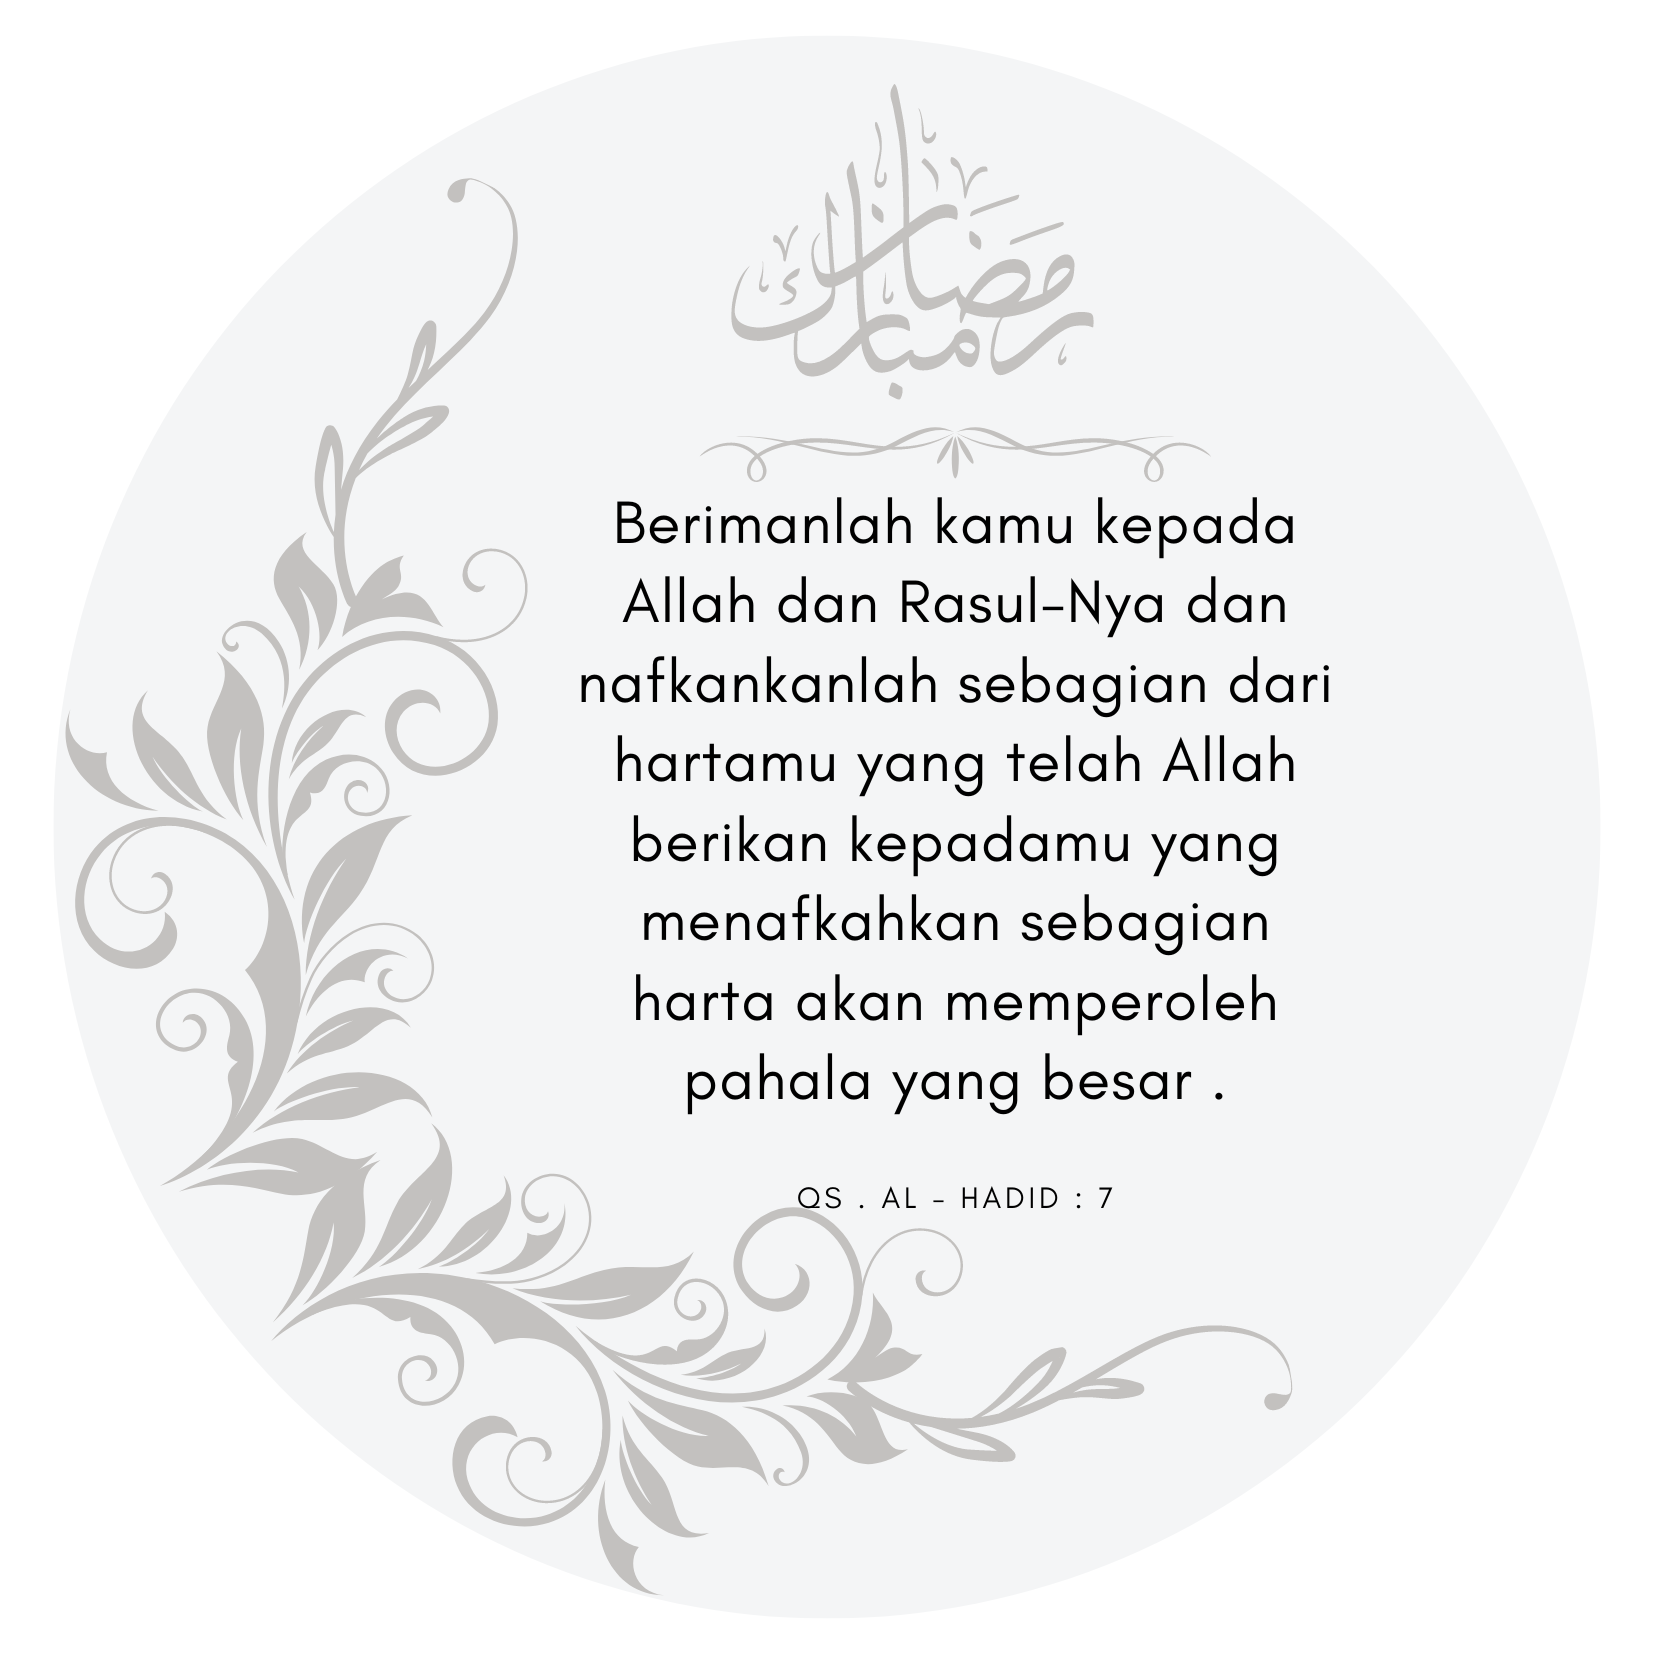 رمضان مبارك
Berimanlah kamu kepada
Allah dan Rasul-Nya dan
nafkankanlah sebagian dari
hartamu yang telah Allah
berikan kepadamu yang
menafkahkan sebagian
harta akan memperoleh
pahala yang besar .
QS . AL - HADID : 7